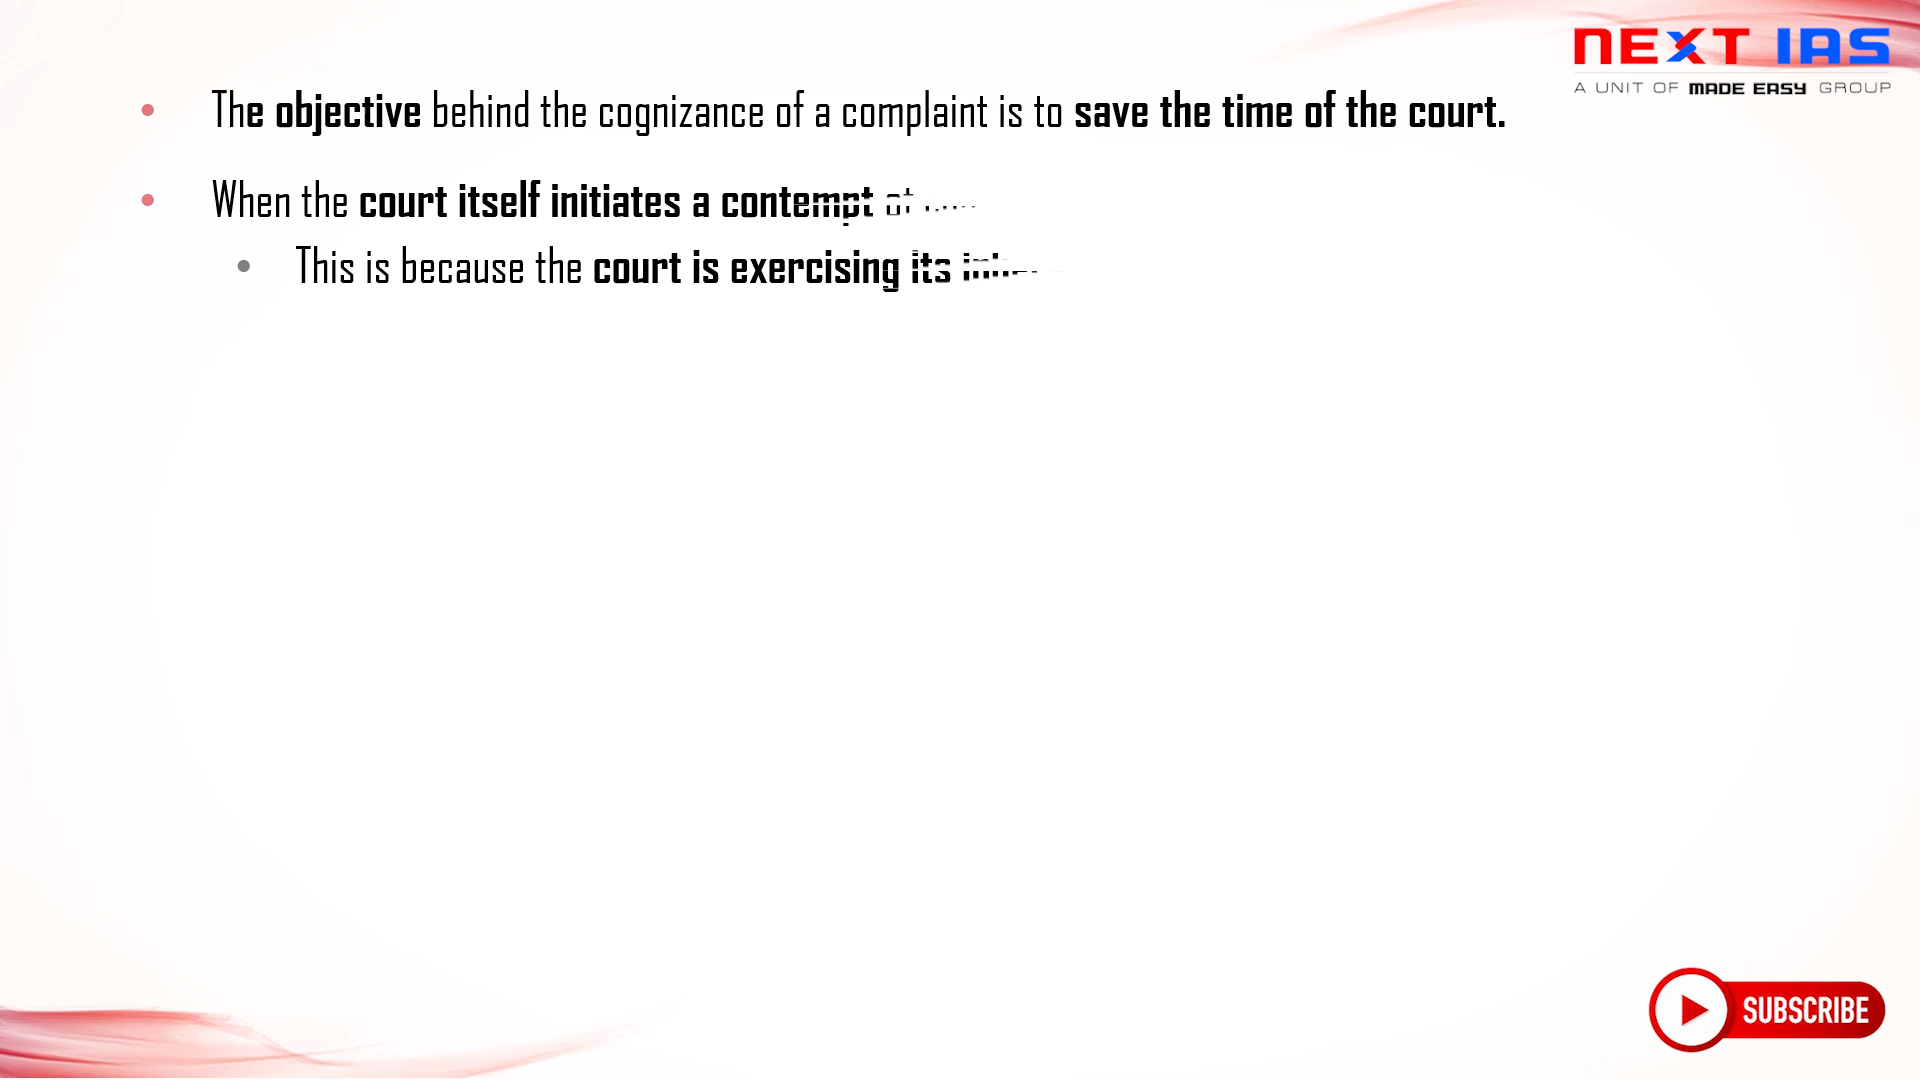 NEXT IAS
A UNIT OF MADE EASY GROUP
• The objective behind the cognizance of a complaint is to save the time of the court.
• When the court itself initiates a contempt
• This is because the court is exercising its
SUBSCRIBE